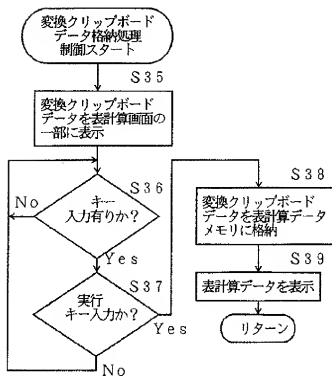 変換クリップボード
データ格納処理
制御スタート
S35
変換クリップボード
データを表計算画面の
一部に表示
S36
No
キー
入力有りか?
Yes
S37
実行
キー入力か?
Yes
No
S38
変換クリップボード
データを表計算データ
メモリに格納
S39
表計算データを表示
リターン